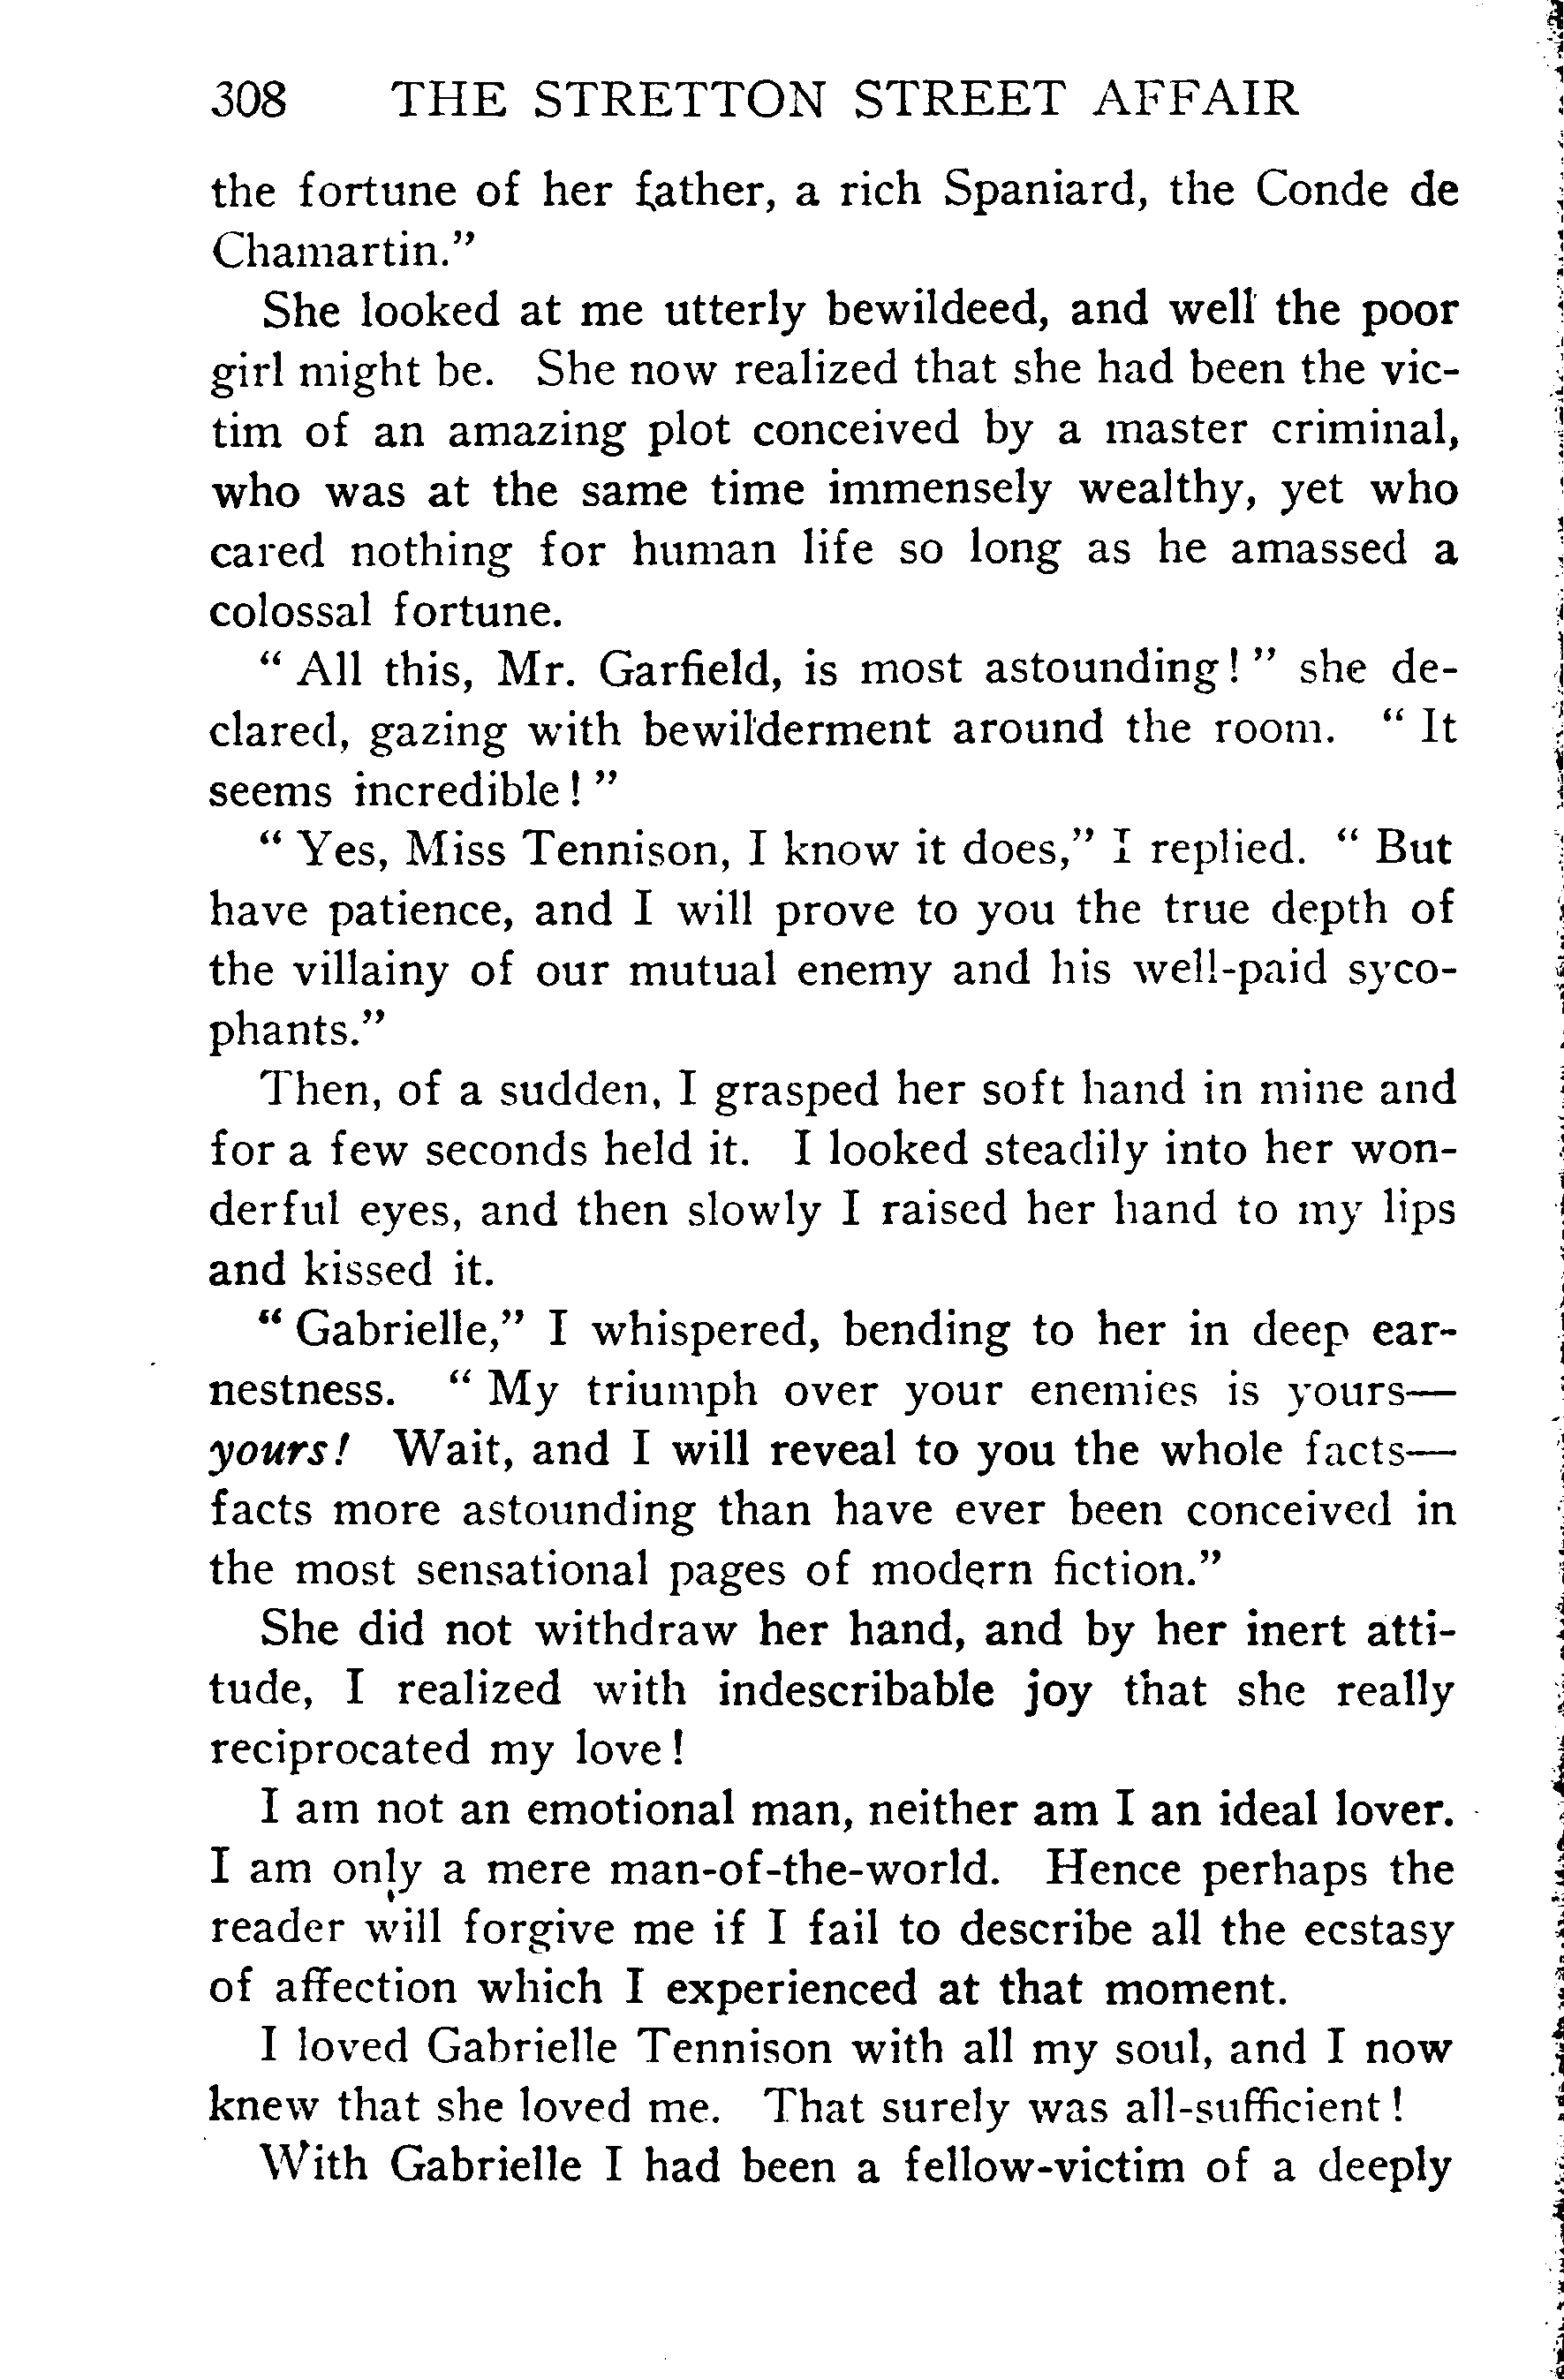 308 THE STRETTON STREET AFFAIR
the fortune of her father, a rich Spaniard, the Conde de
Chamartin.”
She looked at me utterly bewildeed, and well the poor
girl might be. She now realized that she had been the vic-
tim of an amazing plot conceived by a master criminal,
who was at the same time immensely wealthy, yet who
cared nothing for human life so long as he amassed a
colossal fortune.
“ All this, Mr. Garfield, is most astounding! ” she de-
clared, gazing with bewilderment around the room. “ It
seems incredible! ”
“ Yes, Miss Tennison, I know it does,” I replied. “ But
have patience, and I will prove to you the true depth of
the villainy of our mutual enemy and his well-paid syco-
phants.”
Then, of a sudden, I grasped her soft hand in mine and
for a few seconds held it. I looked steadily into her won-
derful eyes, and then slowly I raised her hand to my lips
and kissed it.
“ Gabrielle,” I whispered, bending to her in deep ear-
nestness. “ My triumph over your enemies is yours—
yours! Wait, and I will reveal to you the whole facts—
facts more astounding than have ever been conceived in
the most sensational pages of modern fiction.”
She did not withdraw her hand, and by her inert atti-
tude, I realized with indescribable joy that she really
reciprocated my love!
I am not an emotional man, neither am I an ideal lover.
I am only a mere man-of-the-world. Hence perhaps the
reader will forgive me if I fail to describe all the ecstasy
of affection which I experienced at that moment.
I loved Gabrielle Tennison with all my soul, and I now
knew that she loved me. That surely was all-sufficient!
With Gabrielle I had been a fellow-victim of a deeply